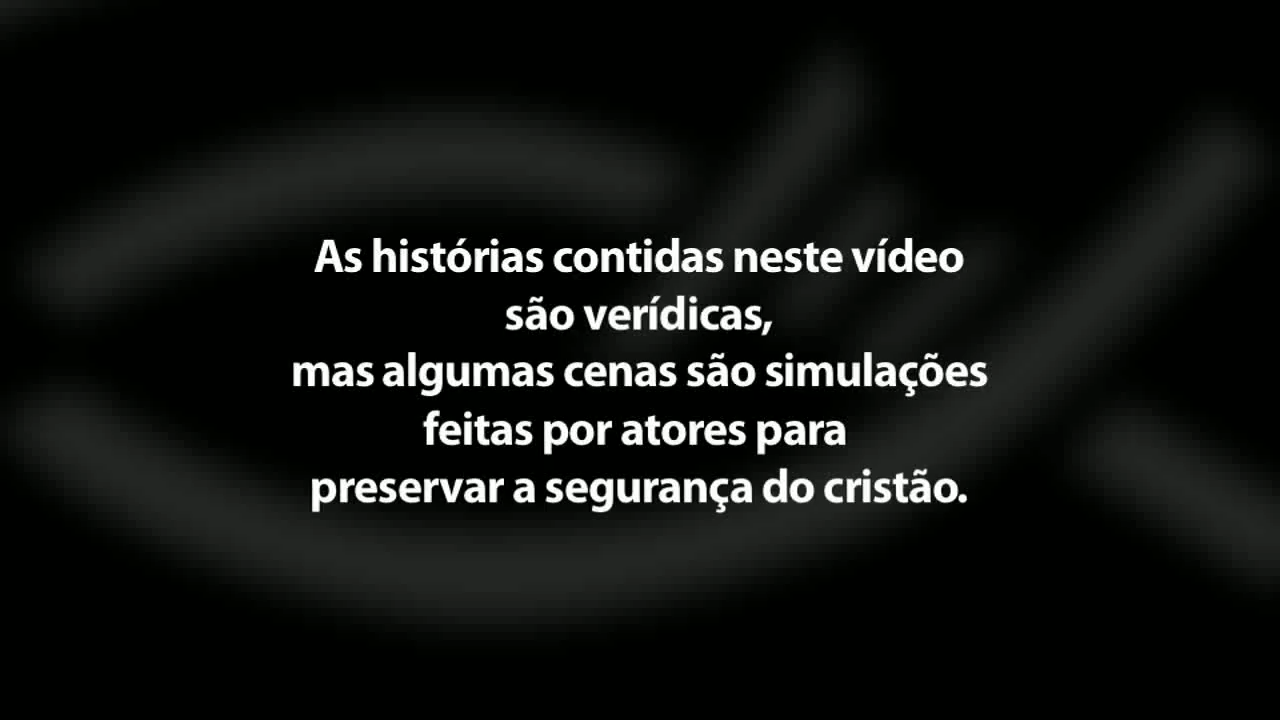 As histórias contidas neste vídeo
são verídicas,
mas algumas cenas são simulações
feitas por atores para
preservar a segurança do cristão.